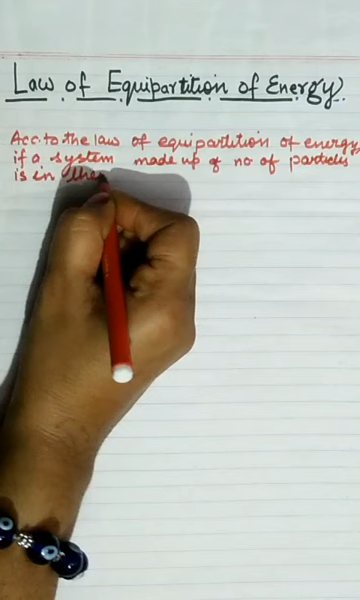 Law of Equipartition of Energy
Acc. to the law of equipartition of energy,
if a system made up of no of particles
is in the